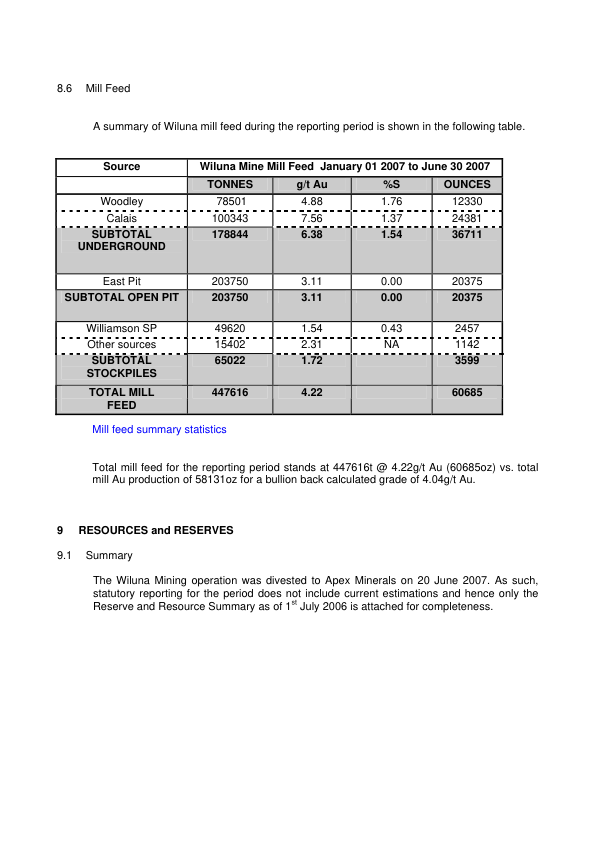 8.6 Mill Feed
A summary of Wiluna mill feed during the reporting period is shown in the following table.
Source Wiluna Mine Mill Feed January 01 2007 to June 30 2007
TONNES g/t Au %S OUNCES
Woodley 78501 4.88 1.76 12330
Calais 100343 7.56 1.37 24381
SUBTOTAL 178844 6.38 1.54 36711
UNDERGROUND
East Pit 203750 3.11 0.00 20375
SUBTOTAL OPEN PIT 203750 3.11 0.00 20375
Williamson SP 49620 1.54 0.43 2457
Other sources 15402 2.31 NA 1142
SUBTOTAL 65022 1.72 3599
STOCKPILES
TOTAL MILL 447616 4.22 60685
FEED
Mill feed summary statistics
Total mill feed for the reporting period stands at 447616t @ 4.22g/t Au (60685oz) vs. total
mill Au production of 58131oz for a bullion back calculated grade of 4.04g/t Au.
9 RESOURCES and RESERVES
9.1 Summary
The Wiluna Mining operation was divested to Apex Minerals on 20 June 2007. As such,
statutory reporting for the period does not include current estimations and hence only the
Reserve and Resource Summary as of 1st July 2006 is attached for completeness.